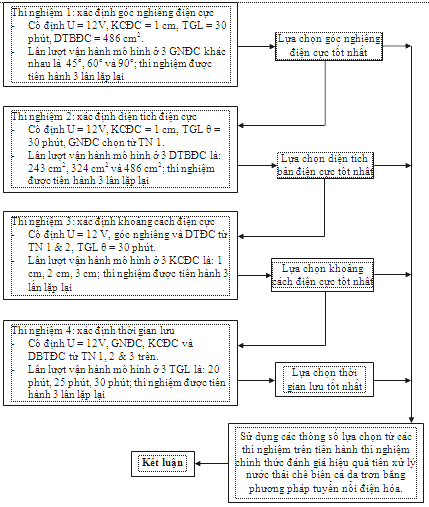 Thí nghiệm 1: xác định góc nghiêng điện cực
- Cố định U = 12V, KCĐC = 1 cm, TGL = 30
phút, DTBĐC = 486 cm².
- Lần lượt vận hành mô hình ở 3 GNĐC khác
nhau là 45°, 60° và 90°; thí nghiệm được
tiến hành 3 lần lặp lại
Lựa chọn góc nghiêng
điện cực tốt nhất
Thí nghiệm 2: xác định diện tích điện cực
- Cố định U = 12V, KCĐC = 1 cm, TGL θ =
30 phút, GNĐC chọn từ TN 1.
- Lần lượt vận hành mô hình ở 3 DTBĐC là:
243 cm², 324 cm² và 486 cm²; thí nghiệm
được tiến hành 3 lần lặp lại
Lựa chọn diện tích
bản điện cực tốt nhất
Thí nghiệm 3: xác định khoảng cách điện cực
- Cố định U = 12 V, góc nghiêng và DTĐC từ
TN 1 & 2, TGL θ = 30 phút.
- Lần lượt vận hành mô hình ở 3 KCĐC là: 1
cm, 2 cm, 3 cm; thí nghiệm được tiến hành 3
lần lặp lại
Lựa chọn khoảng
cách điện cực tốt nhất
Thí nghiệm 4: xác định thời gian lưu
- Cố định U = 12V, GNĐC, KCĐC và
DBTĐC từ TN 1, 2 & 3 trên.
- Lần lượt vận hành mô hình ở 3 TGL là: 20
phút, 25 phút, 30 phút; thí nghiệm được tiến
hành 3 lần lặp lại
Lựa chọn thời
gian lưu tốt nhất
Sử dụng các thông số lựa chọn từ các
thí nghiệm trên tiến hành thí nghiệm
chính thức đánh giá hiệu quả tiền xử lý
nước thải chế biến cá da trơn bằng
phương pháp tuyển nổi điện hóa.
Kết luận